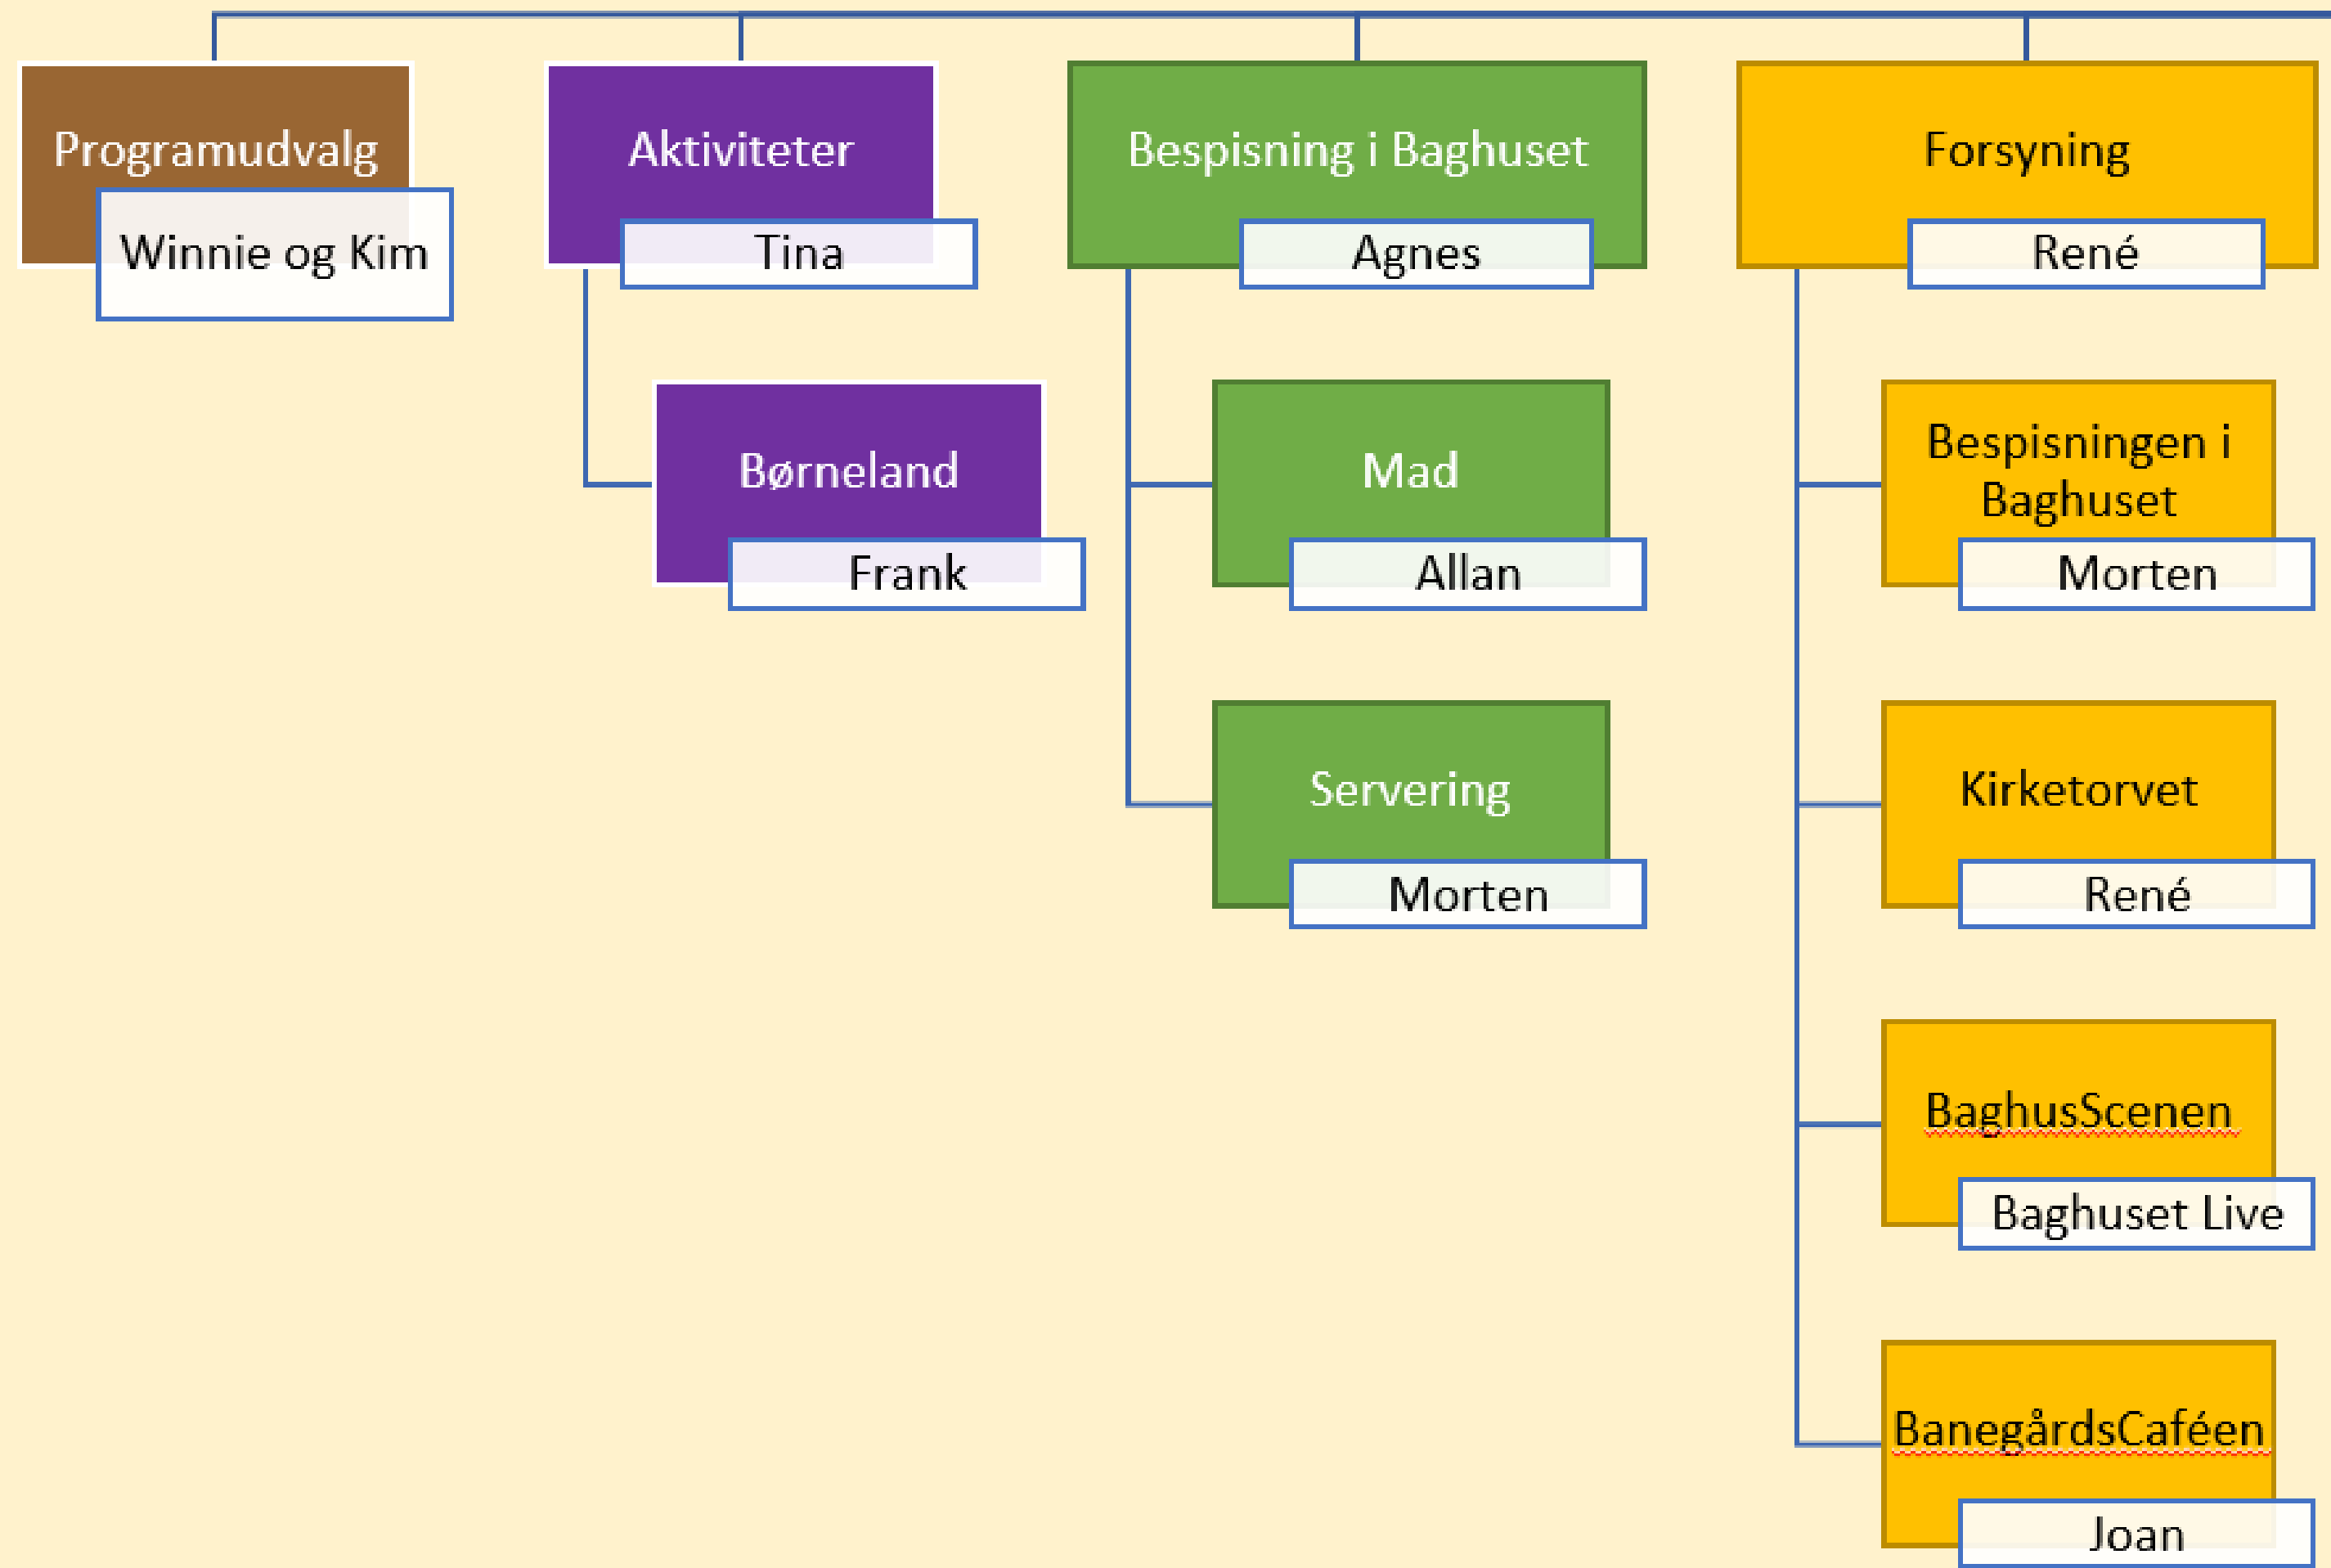 Programudvalg
Winnie og Kim
Aktiviteter
Tina
Børneland
Frank
Bespisning i Baghuset
Agnes
Mad
Allan
Servering
Morten
Forsyning
René
Bespisningen i
Baghuset
Morten
Kirketorvet
René
BaghusScenen
Baghuset Live
BanegårdsCaféen
Joan